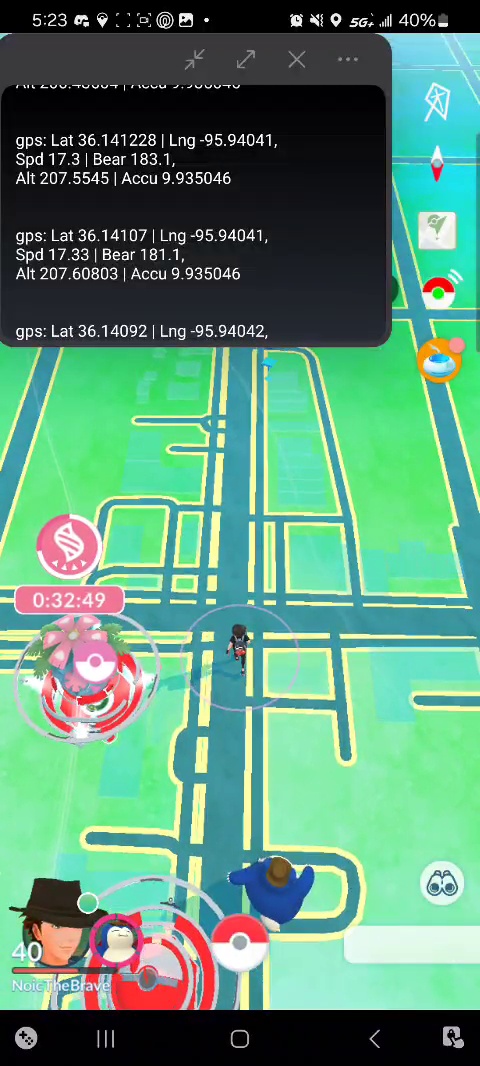 5:23
5G+
40%
gps: Lat 36.141228 | Lng -95.94041,
Spd 17.3 | Bear 183.1,
Alt 207.5545 | Accu 9.935046
gps: Lat 36.14107 | Lng -95.94041,
Spd 17.33 | Bear 181.1,
Alt 207.60803 | Accu 9.935046
gps: Lat 36.14092 | Lng -95.94042,
0:32:49
40
NoicTheBrave